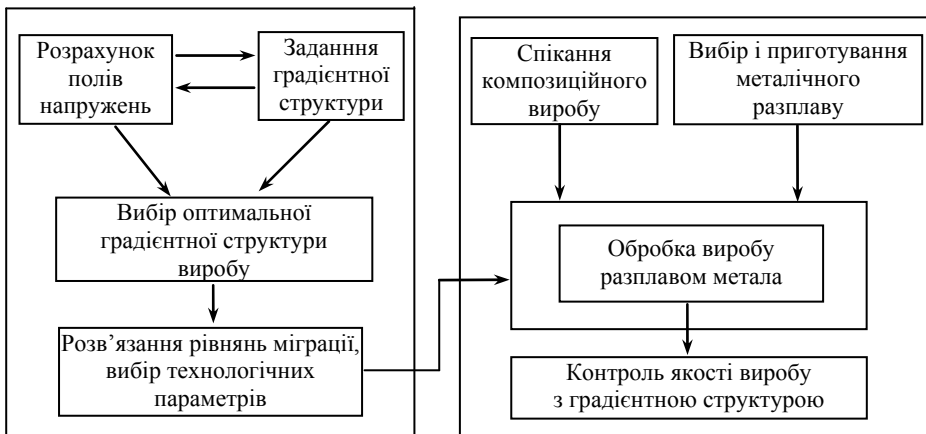 Розрахунок
полів
напружень
Заданння
градієнтної
структури
Вибір оптимальної
градієнтної структури
виробу
Розв’язання рівнянь міграції,
вибір технологічних
параметрів
Спікання
композиційного
виробу
Вибір і приготування
металічного
разплаву
Обробка виробу
разплавом метала
Контроль якості виробу
з градієнтною структурою